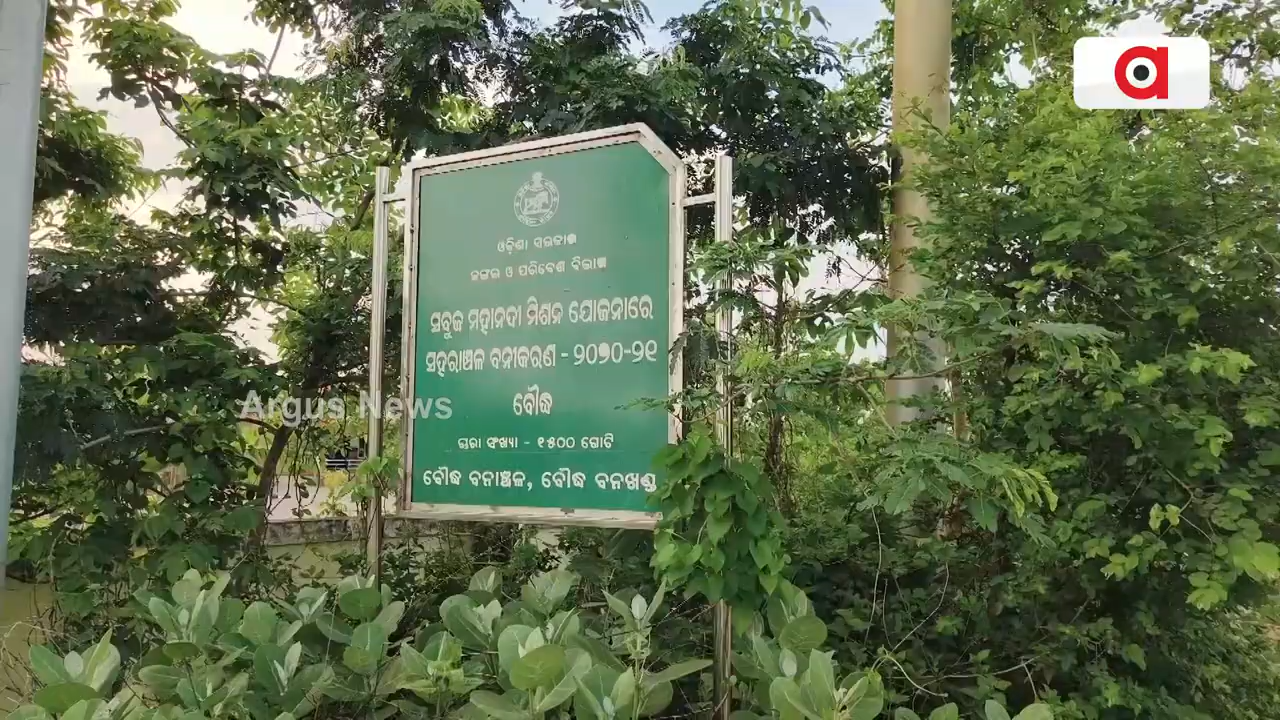 ଓଡ଼ିଶା ସରକାର
ଜଙ୍ଗଲ ଓ ପରିବେଶ ବିଭାଗ
ସବୁଜ ମହାନଦୀ ମିଶନ ଯୋଜନାରେ
ସହରାଞ୍ଚଳ ବନୀକରଣ - ୨୦୨୦-୨୧
ବୌଦ୍ଧ
ଚାରା ସଂଖ୍ୟା - ୧୫୦୦ ଗୋଟି
ବୌଦ୍ଧ ବନାଞ୍ଚଳ, ବୌଦ୍ଧ ବନଖଣ୍ଡ
Argus News